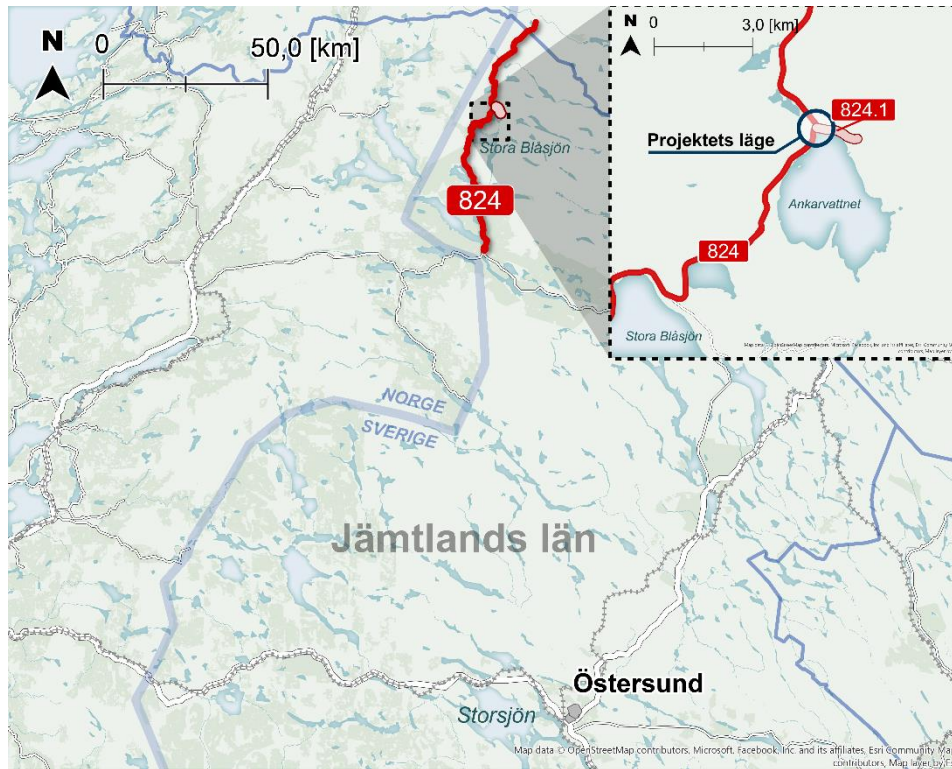 N
0
50,0 [km]
Stora Blåsjön
824
NORGE
SVERIGE
Jämtlands län
Östersund
Storsjön
Map data © OpenStreetMap contributors, Microsoft, Facebook, Inc. and its affiliates, Esri Community Ma
contributors, Map layer by
N
0
3,0 [km]
824.1
Projektets läge
Ankarvattnet
824
Stora Blåsjön